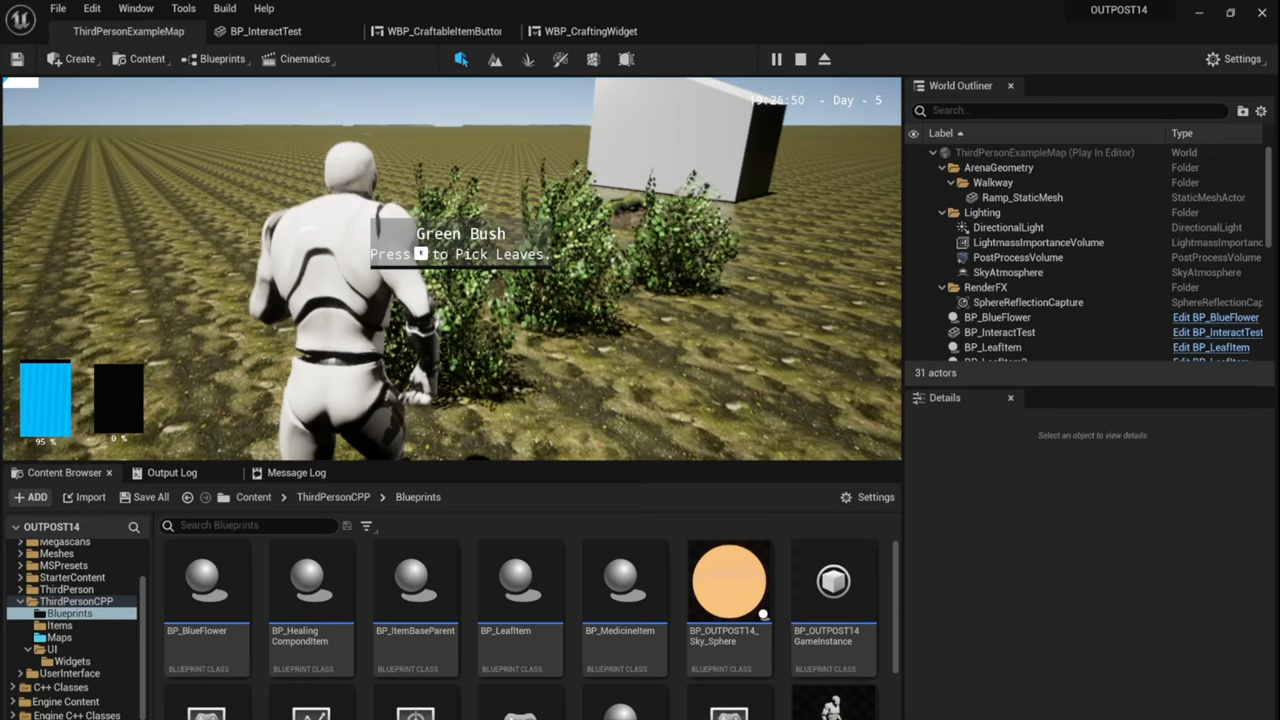 File Edit Window Tools Build Help
OUTPOST14
ThirdPersonExampleMap
BP_InteractTest
WBP_CraftableItemButton
WBP_CraftingWidget
Create Content Blueprints Cinematics
Settings
19:26:50 - Day - 5
Green Bush
Press to Pick Leaves.
95 %
0 %
World Outliner
Search...
Label Type
ThirdPersonExampleMap (Play In Editor) World
ArenaGeometry Folder
Walkway Folder
Ramp_StaticMesh StaticMeshActor
Lighting Folder
DirectionalLight DirectionalLight
LightmassImportanceVolume LightmassImportanc
PostProcessVolume PostProcessVolume
SkyAtmosphere SkyAtmosphere
RenderFX Folder
SphereReflectionCapture SphereReflectionCap
BP_BlueFlower Edit BP_BlueFlower
BP_InteractTest Edit BP_InteractTest
BP_LeafItem Edit BP_LeafItem
31 actors
Details
Select an object to view details.
Content Browser
Output Log
Message Log
ADD Import Save All Content ThirdPersonCPP Blueprints
Settings
OUTPOST14
Search Blueprints
Megascans
Meshes
MSPresets
StarterContent
ThirdPerson
ThirdPersonCPP
Blueprints
Items
Maps
UI
Widgets
UserInterface
C++ Classes
Engine Content
Engine C++ Classes
BP_BlueFlower
BLUEPRINT CLASS
BP_Healing
CompondItem
BLUEPRINT CLASS
BP_ItemBaseParent
BLUEPRINT CLASS
BP_LeafItem
BLUEPRINT CLASS
BP_MedicineItem
BLUEPRINT CLASS
BP_OUTPOST14_
Sky_Sphere
BLUEPRINT CLASS
BP_OUTPOST14
GameInstance
BLUEPRINT CLASS